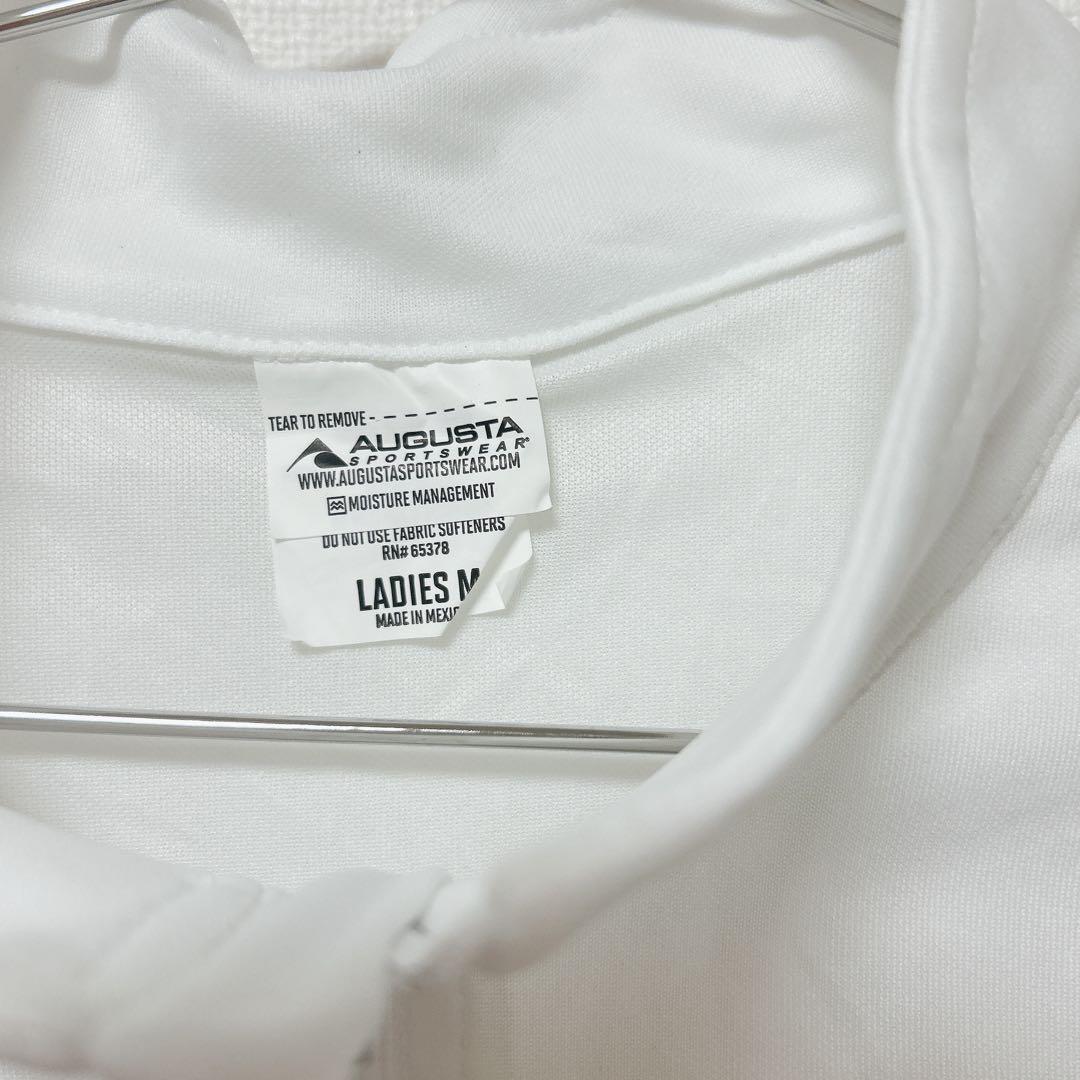 TEAR TO REMOVE
AUGUSTA
SPORTSWEAR®
WWW.AUGUSTASPORTSWEAR.COM
MOISTURE MANAGEMENT
DO NOT USE FABRIC SOFTENERS
RN# 65378
LADIES M
MADE IN MEXIC